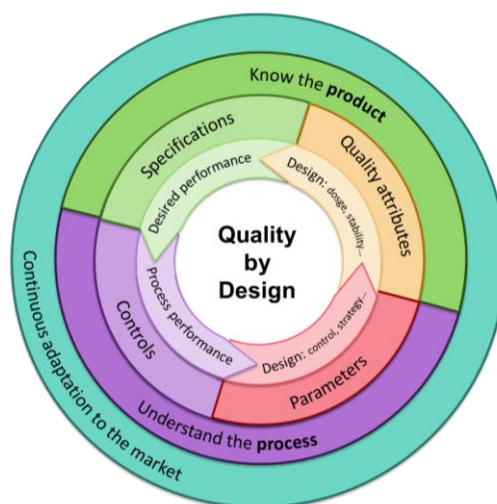 Know the product
Specifications
Quality attributes
Desired performance
Design: dosge, stability...
Quality
by
Design
Process performance
Design: control, strategy...
Controls
Parameters
Understand the process
Continuous adaptation to the market